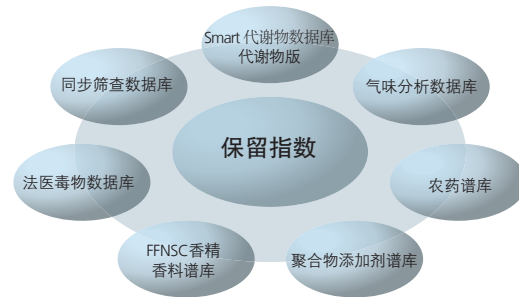 Smart 代谢物数据库
代谢物版
同步筛查数据库
气味分析数据库
保留指数
法医毒物数据库
农药谱库
FFNSC香精
香料谱库
聚合物添加剂谱库